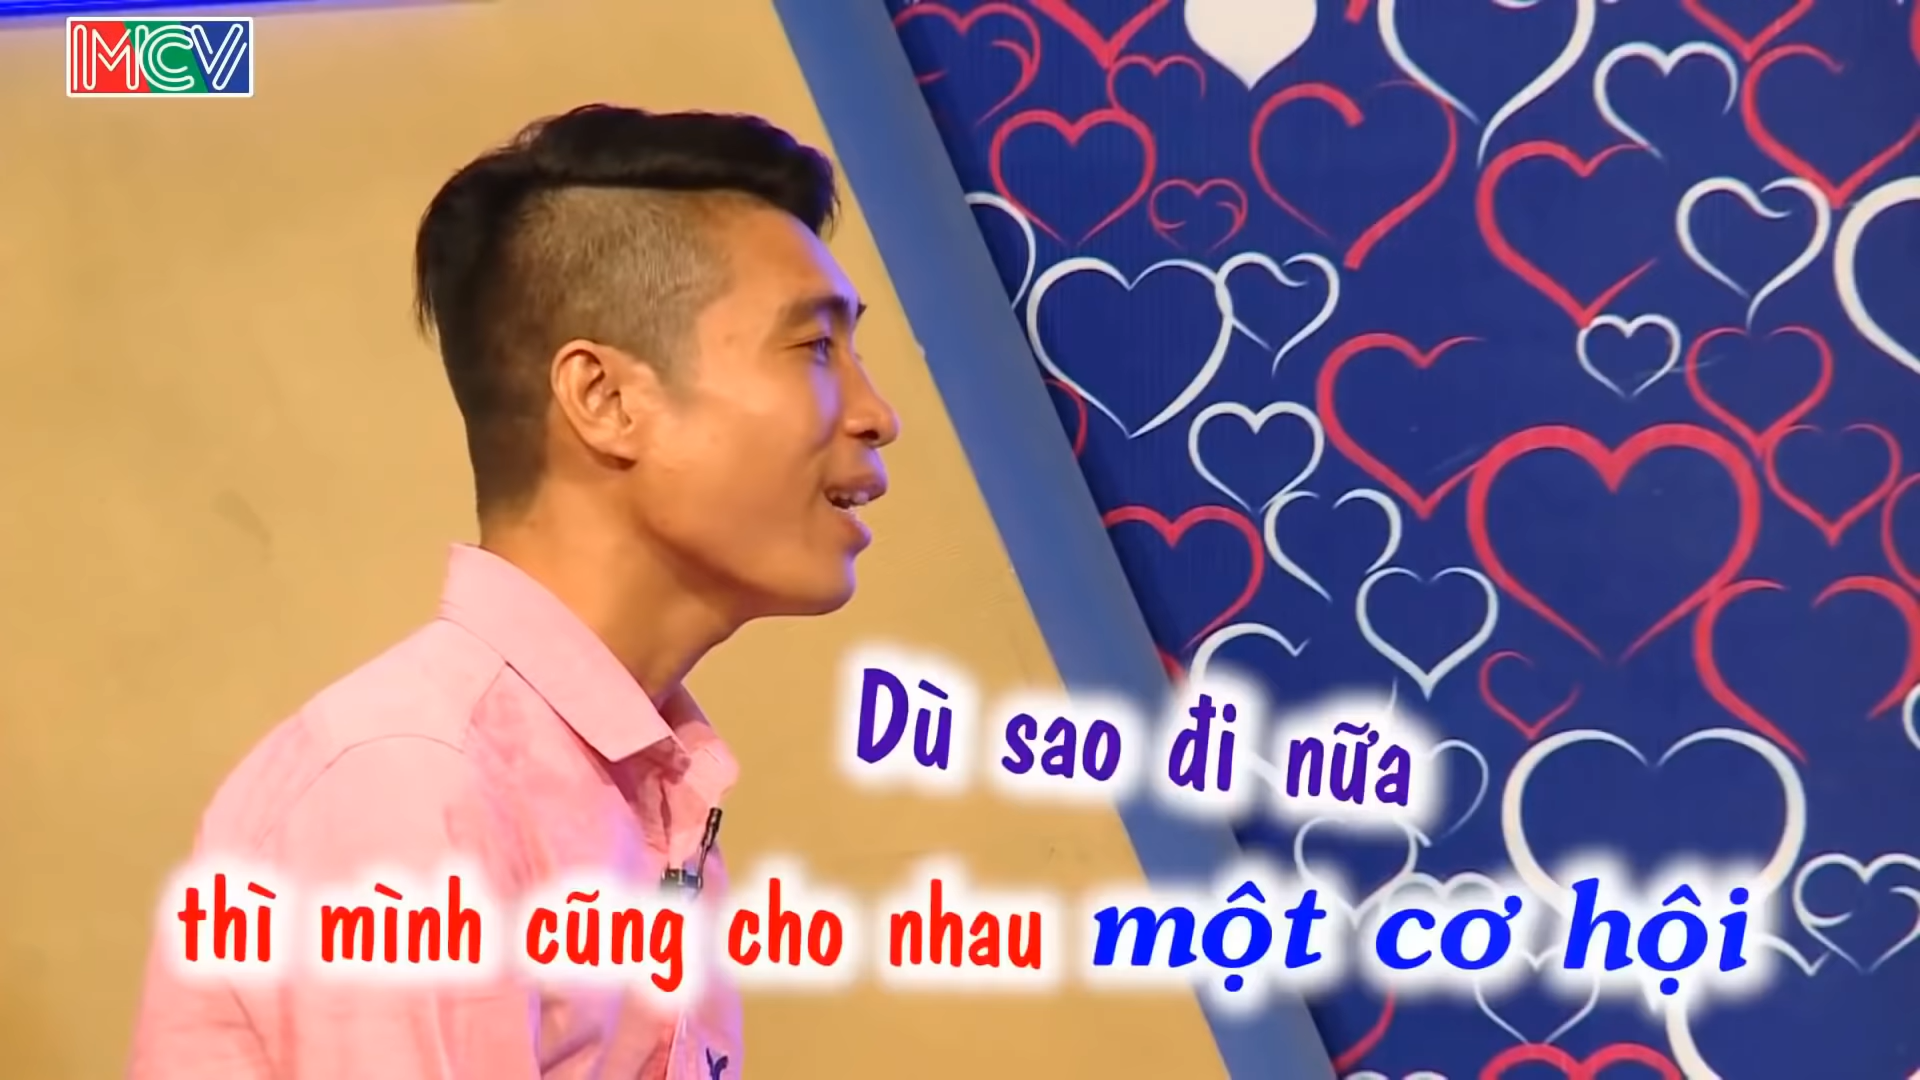 MCV
Dù sao đi nữa
thì mình cũng cho nhau một cơ hội